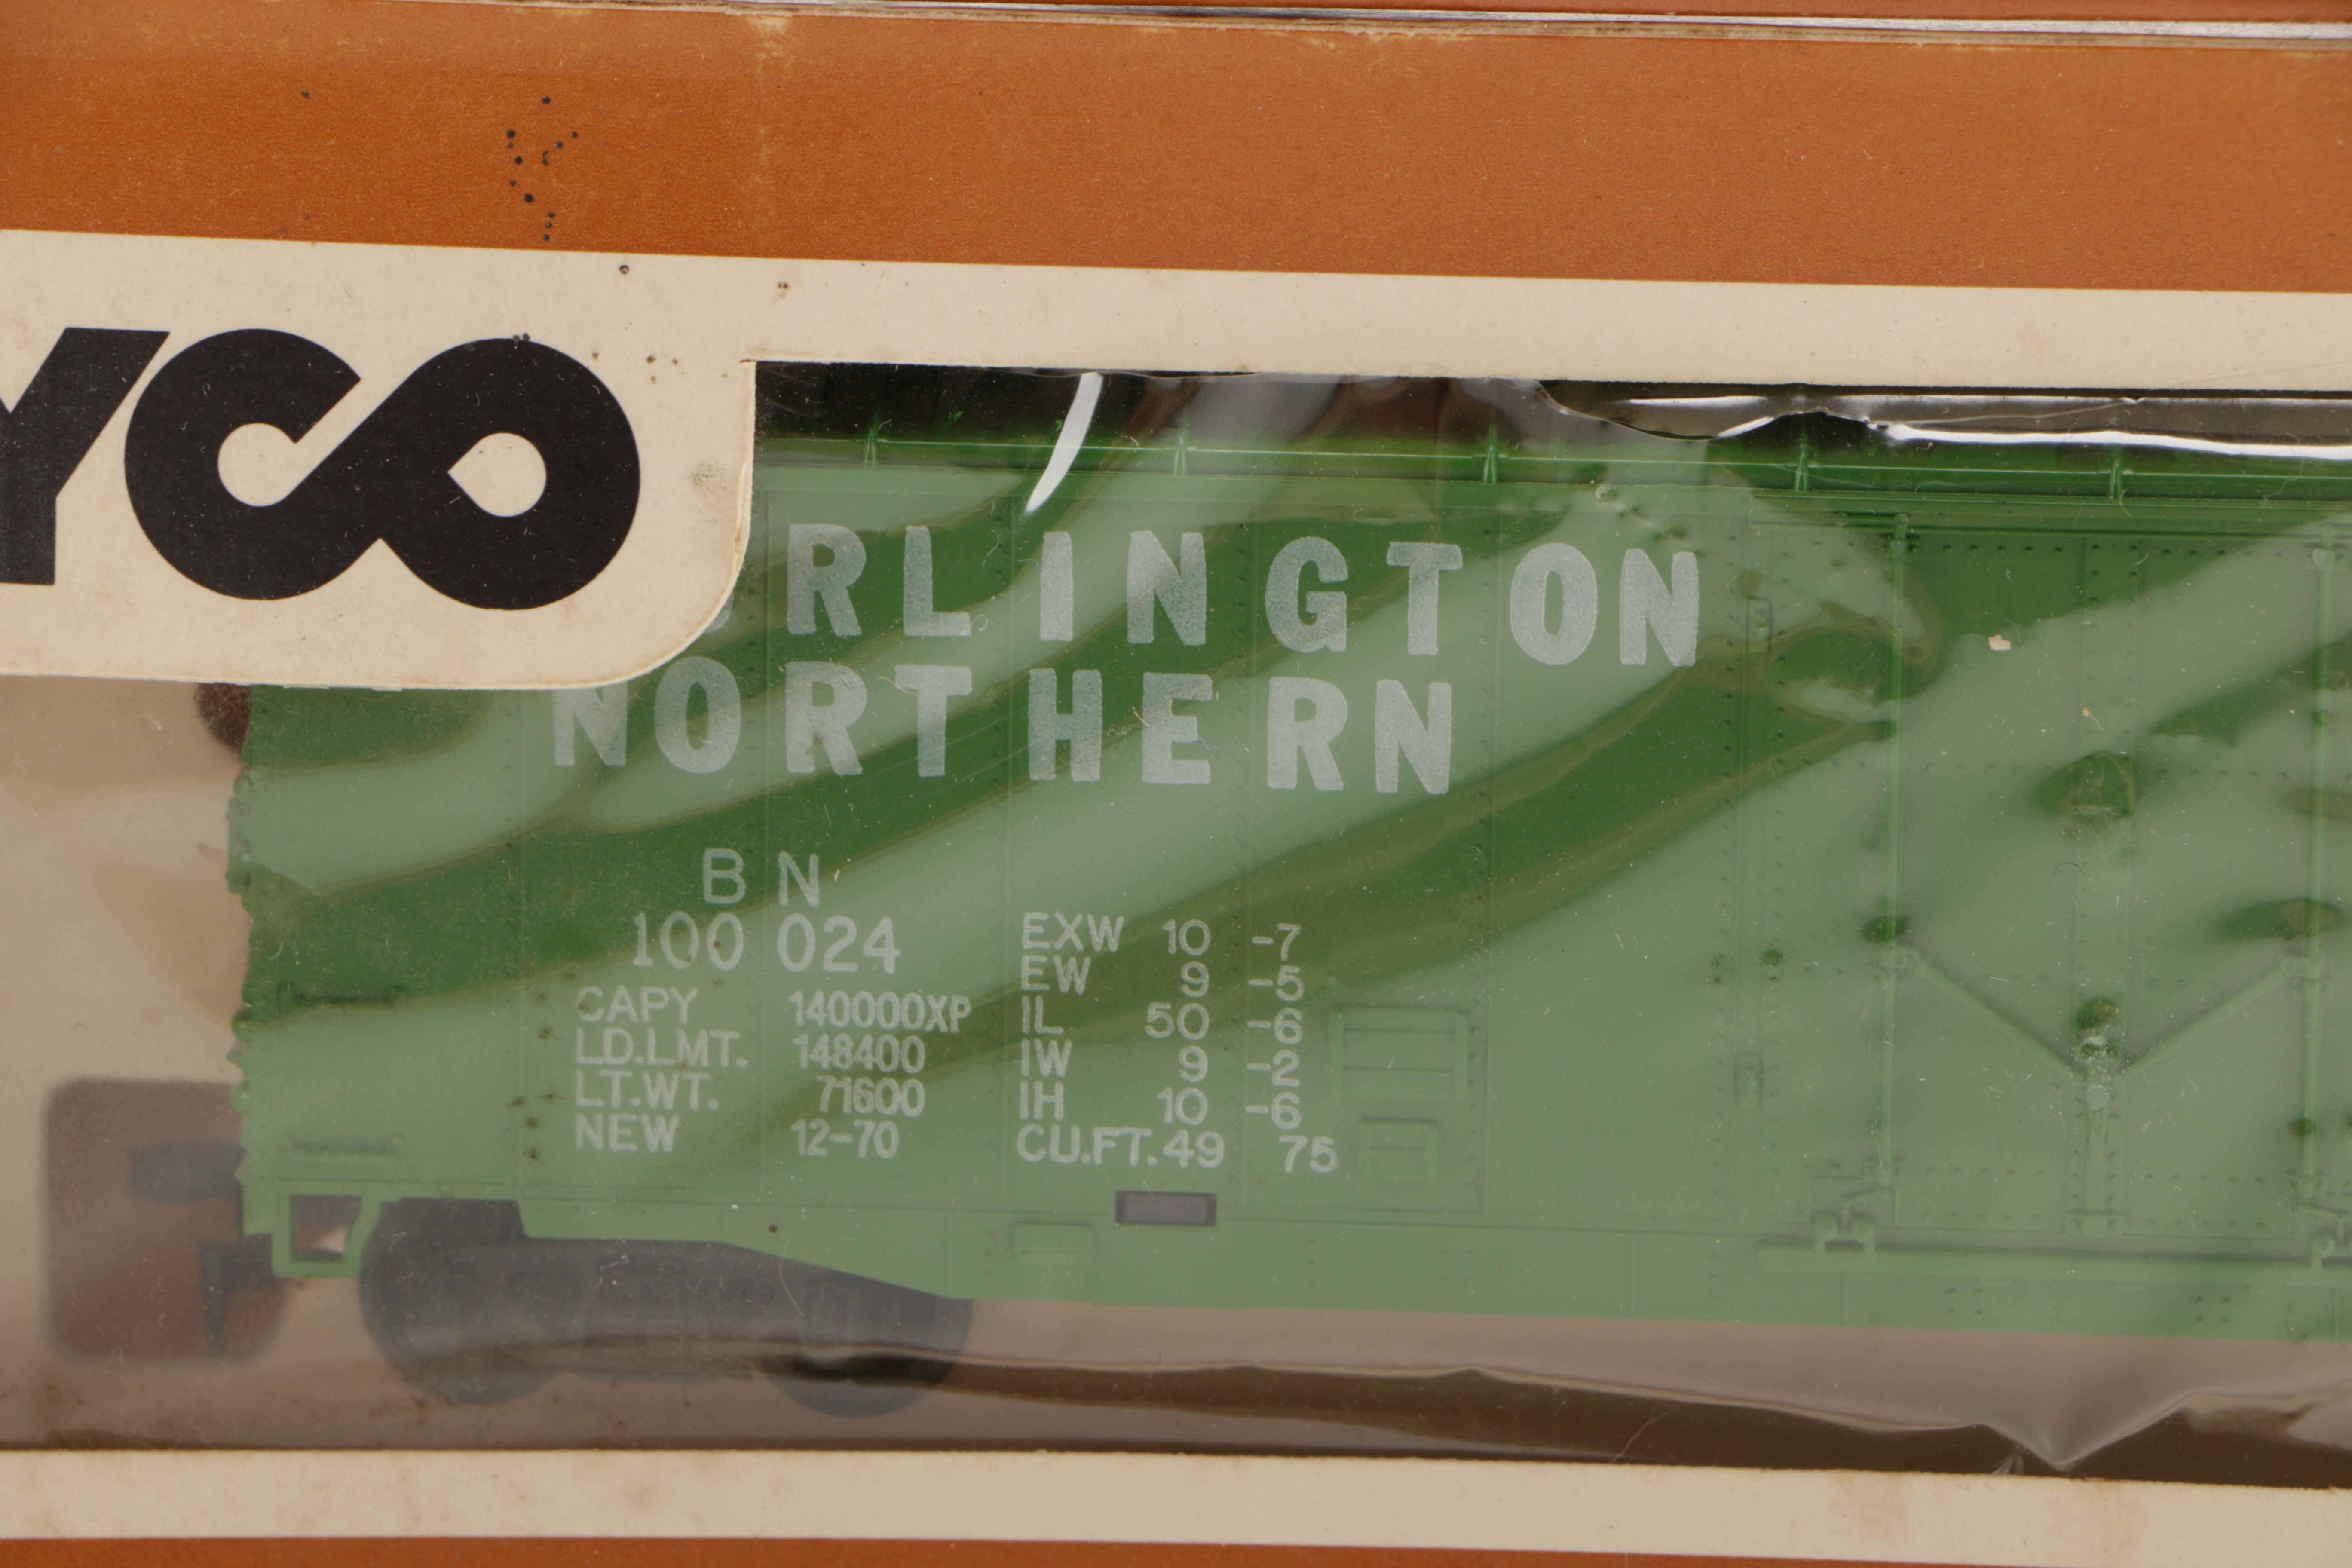 YCO
URLINGTON
NORTHERN
BN
100 024
CAPY 140000XP
LD.LMT. 148400
LT.WT. 71600
NEW 12-70
EXW 10 -7
EW 9 -5
IL 50 -6
IW 9 -2
IH 10 -6
CU.FT. 49 75